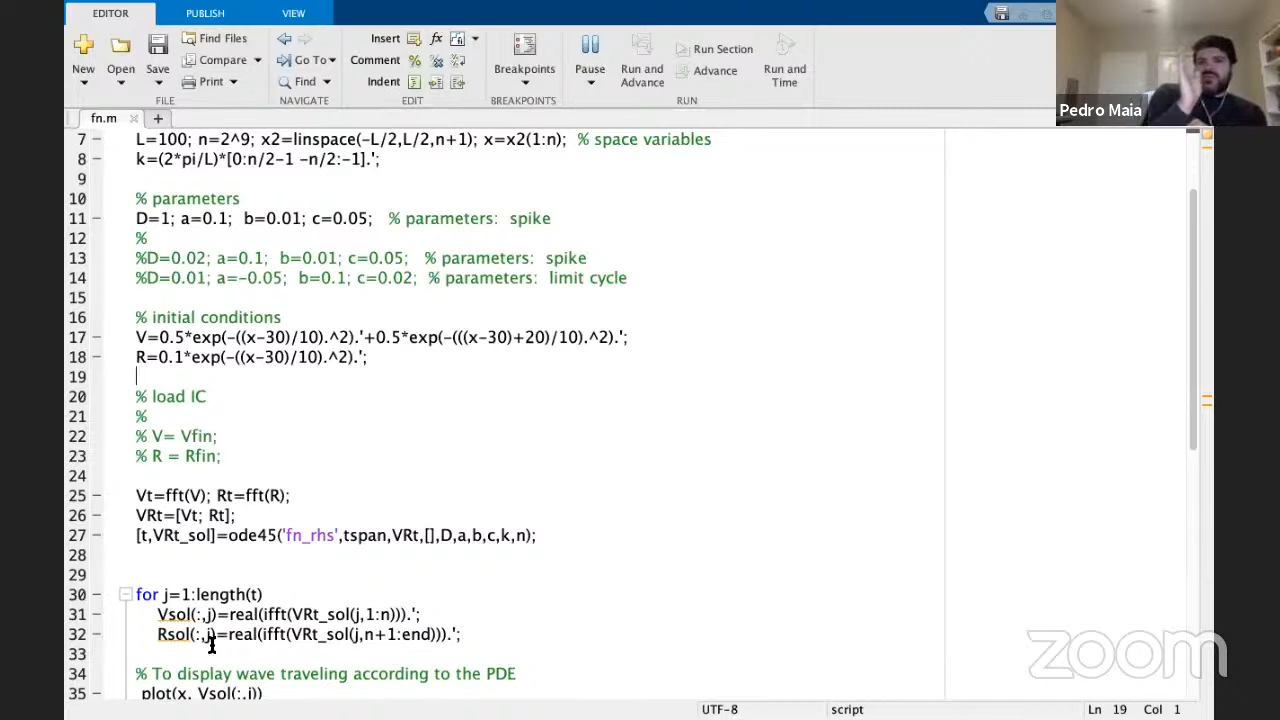 EDITOR
PUBLISH
VIEW
New
Open
Save
Find Files
Compare
Print
Go To
Find
Insert
Comment
Indent
Breakpoints
Pause
Run and
Advance
Run Section
Advance
Run and
Time
FILE
NAVIGATE
EDIT
BREAKPOINTS
RUN
Pedro Maia
fn.m
7 – L=100; n=2^9; x2=linspace(-L/2,L/2,n+1); x=x2(1:n); % space variables
8 – k=(2*pi/L)*[0:n/2-1 -n/2:-1].';
9
10 % parameters
11 – D=1; a=0.1; b=0.01; c=0.05; % parameters: spike
12 %
13 %D=0.02; a=0.1; b=0.01; c=0.05; % parameters: spike
14 %D=0.01; a=-0.05; b=0.1; c=0.02; % parameters: limit cycle
15
16 % initial conditions
17 – V=0.5*exp(-((x-30)/10).^2).'+0.5*exp(-(((x-30)+20)/10).^2).';
18 – R=0.1*exp(-((x-30)/10).^2).';
19
20 % load IC
21 %
22 % V= Vfin;
23 % R = Rfin;
24
25 – Vt=fft(V); Rt=fft(R);
26 – VRt=[Vt; Rt];
27 – [t,VRt_sol]=ode45('fn_rhs',tspan,VRt,[],D,a,b,c,k,n);
28
29
30 – for j=1:length(t)
31 – Vsol(:,j)=real(ifft(VRt_sol(j,1:n))).';
32 – Rsol(:,j)=real(ifft(VRt_sol(j,n+1:end))).';
33
34 % To display wave traveling according to the PDE
35 – plot(x, Vsol(:,j))
zoom
UTF-8
script
Ln 19 Col 1